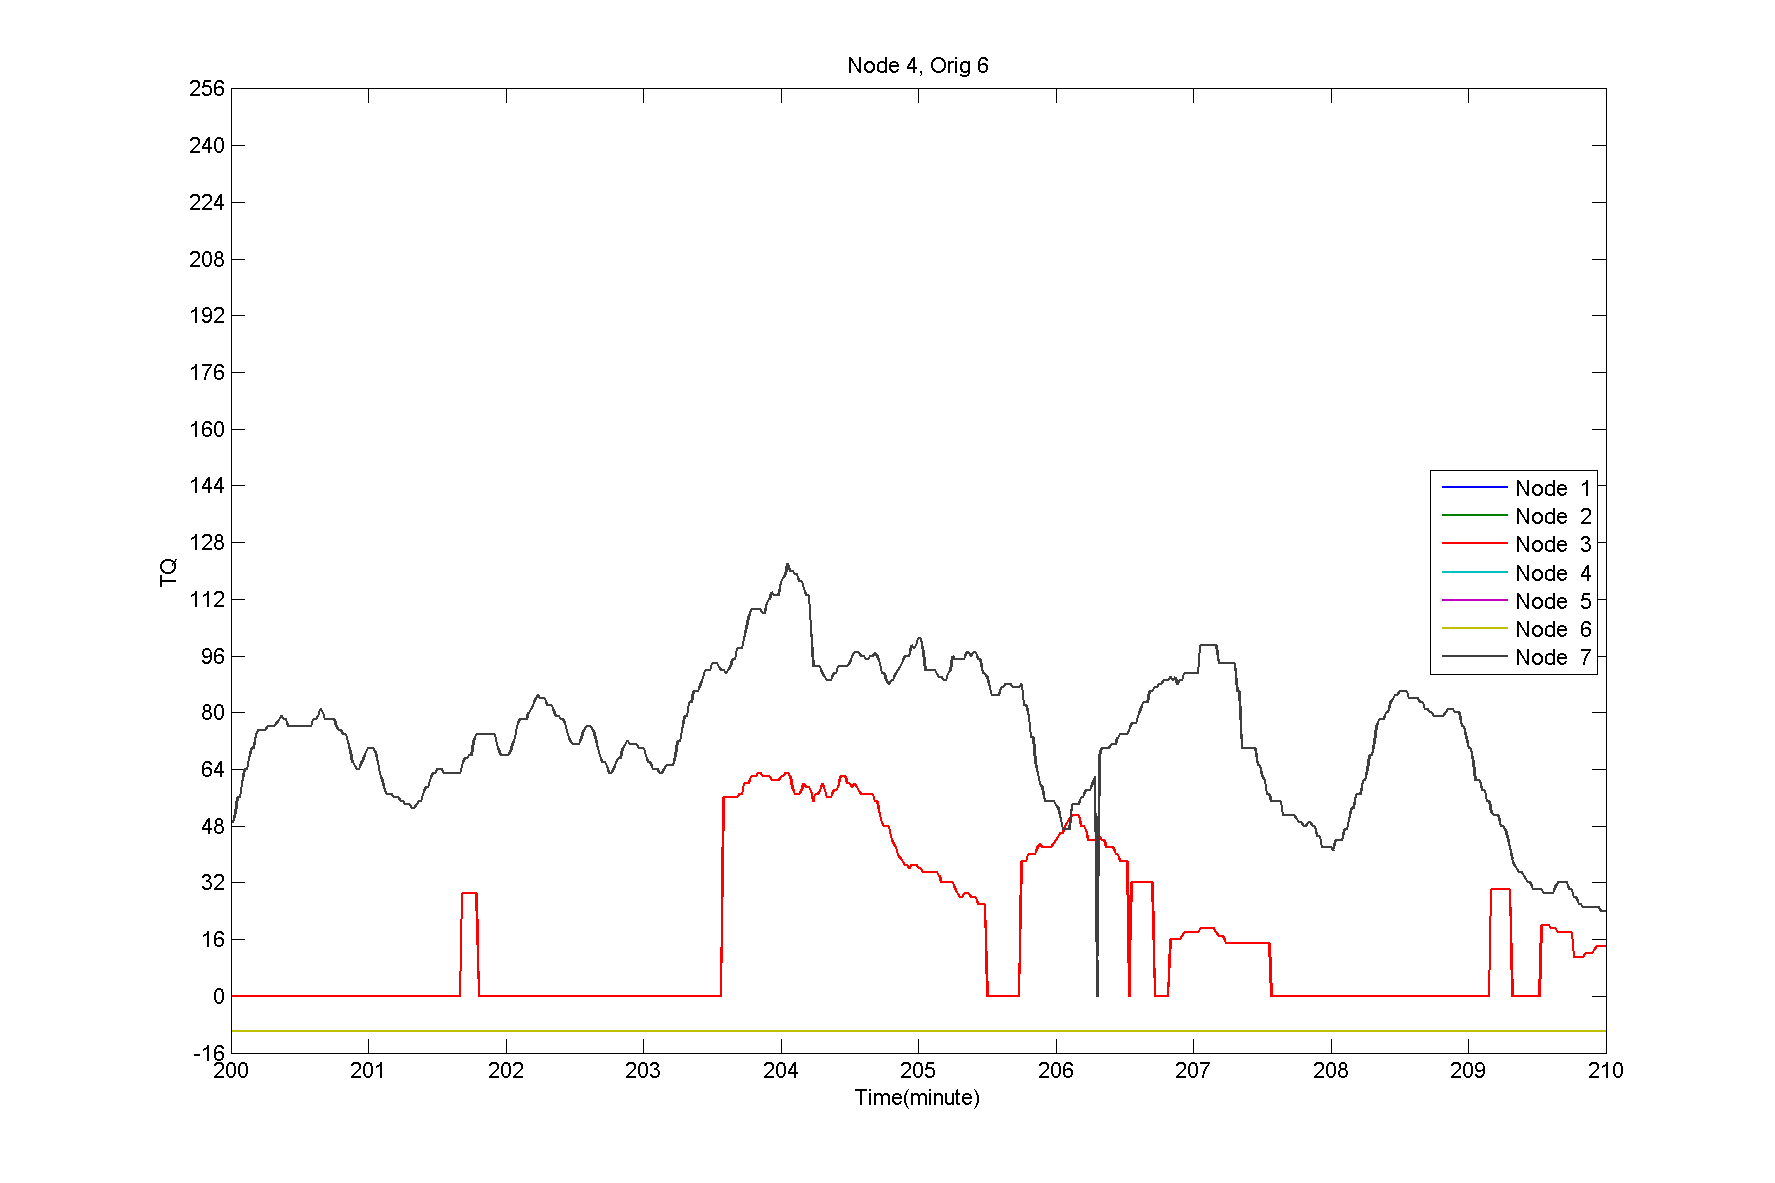 Node 4, Orig 6
256
240
224
208
192
176
160
144
128
112
96
80
64
48
32
16
0
-16
TQ
200 201 202 203 204 205 206 207 208 209 210
Time(minute)
Node 1
Node 2
Node 3
Node 4
Node 5
Node 6
Node 7